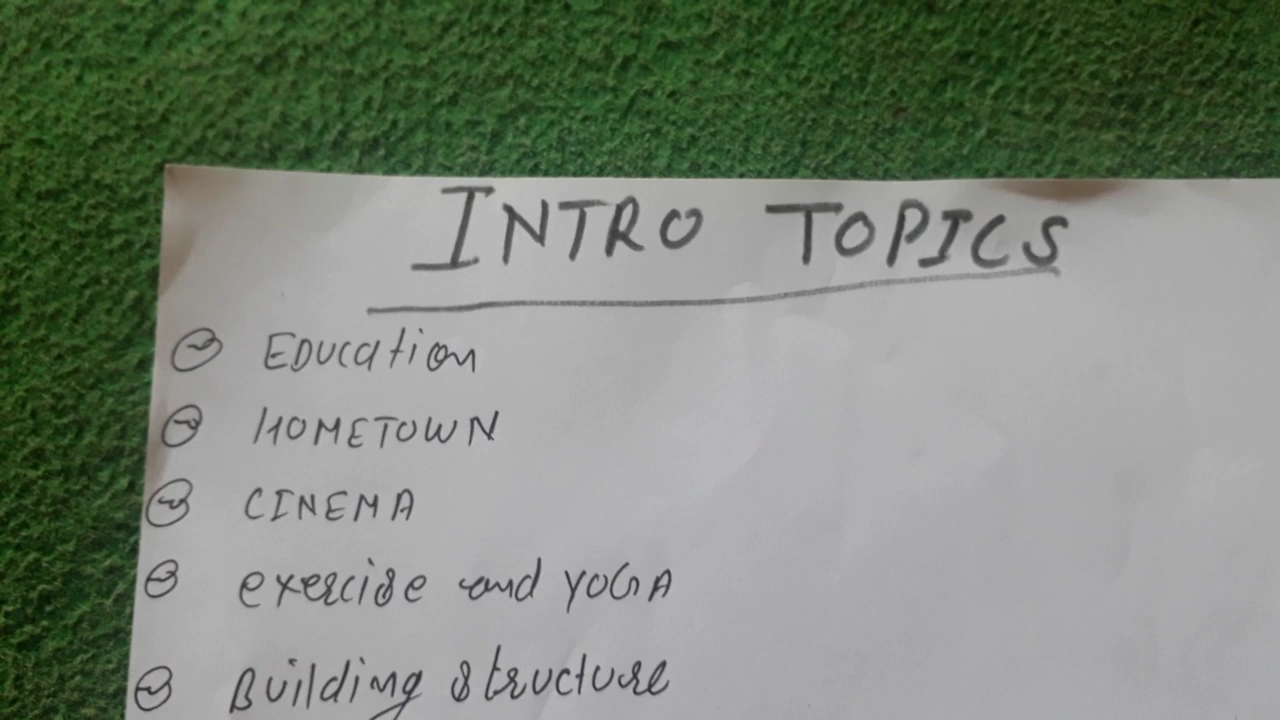 INTRO TOPICS
EDUCAtion
HOMETOWN
CINEMA
exercise and YOGA
Building structure